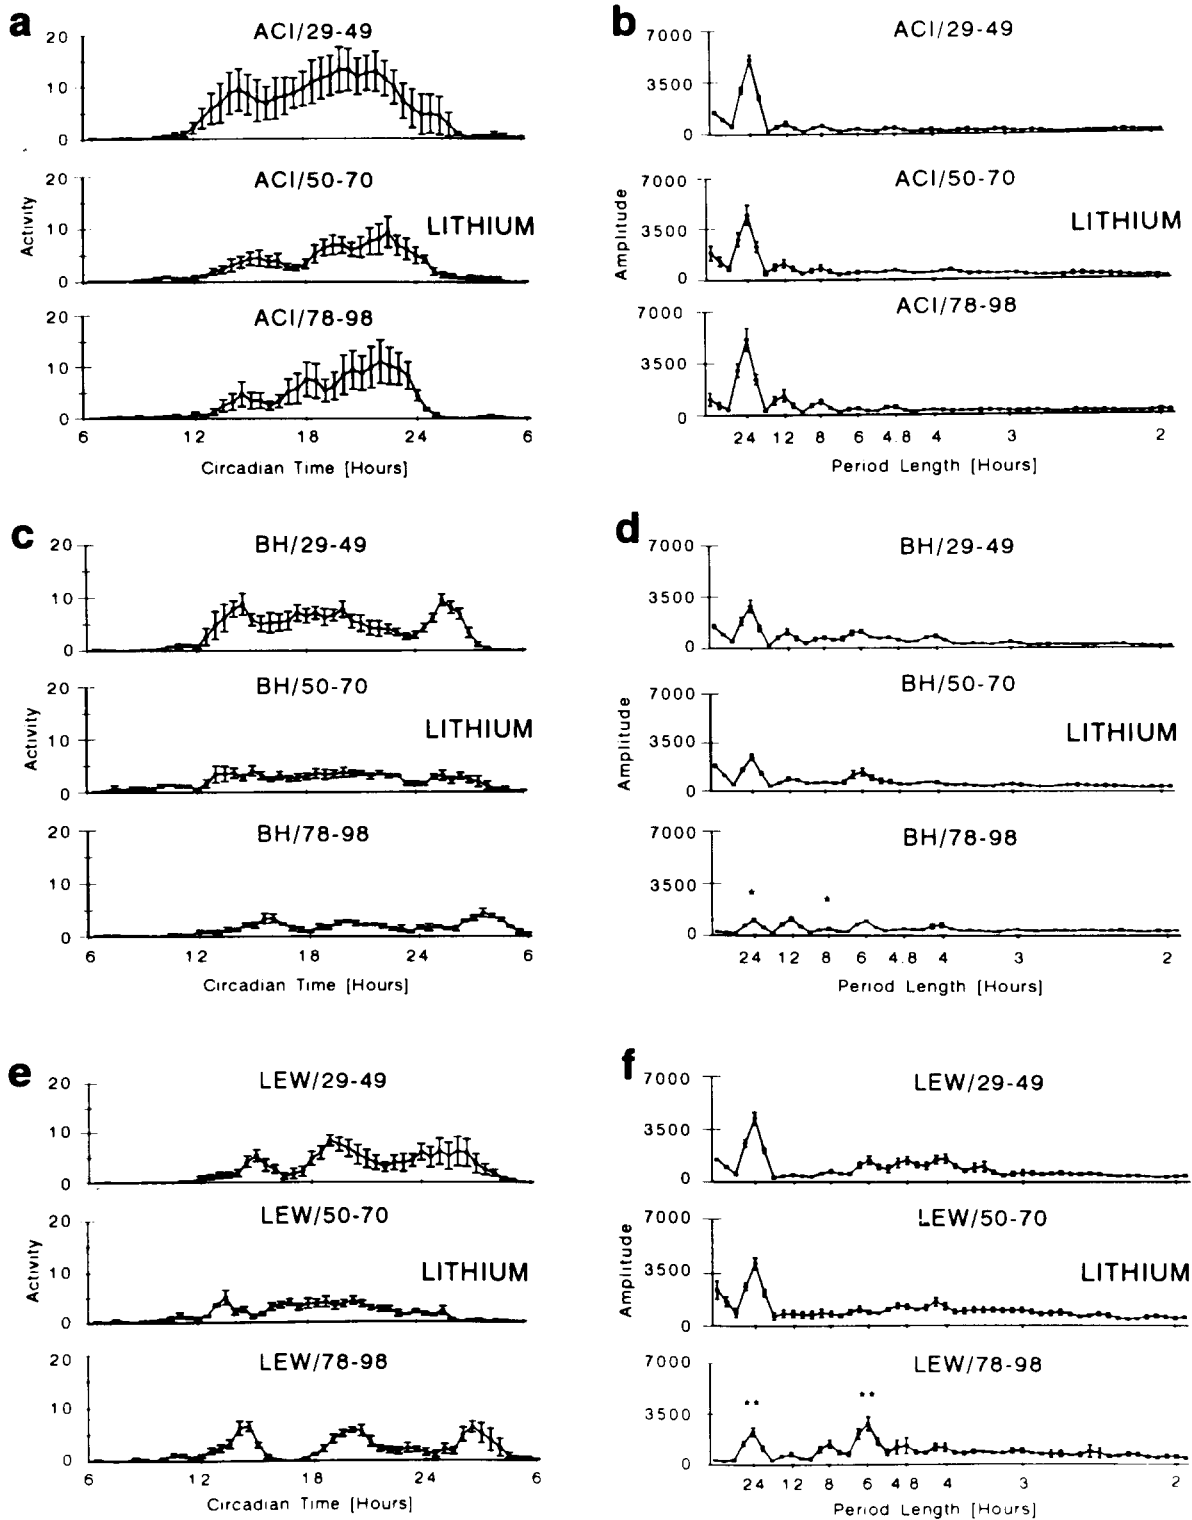 a
ACI/29-49
20
10
0
ACI/50-70
20
10
0
LITHIUM
Activity
ACI/78-98
20
10
0
6 12 18 24 6
Circadian Time [Hours]
b
ACI/29-49
7000
3500
0
ACI/50-70
7000
3500
0
LITHIUM
Amplitude
ACI/78-98
7000
3500
0
24 12 8 6 4.8 4 3 2
Period Length [Hours]
c
BH/29-49
20
10
0
BH/50-70
20
10
0
LITHIUM
Activity
BH/78-98
20
10
0
6 12 18 24 6
Circadian Time [Hours]
d
BH/29-49
7000
3500
0
BH/50-70
7000
3500
0
LITHIUM
Amplitude
BH/78-98
7000
3500
0
* *
24 12 8 6 4.8 4 3 2
Period Length [Hours]
e
LEW/29-49
20
10
0
LEW/50-70
20
10
0
LITHIUM
Activity
LEW/78-98
20
10
0
6 12 18 24 6
Circadian Time [Hours]
f
LEW/29-49
7000
3500
0
LEW/50-70
7000
3500
0
LITHIUM
Amplitude
LEW/78-98
7000
3500
0
** **
24 12 8 6 4 8 4 3 2
Period Length [Hours]